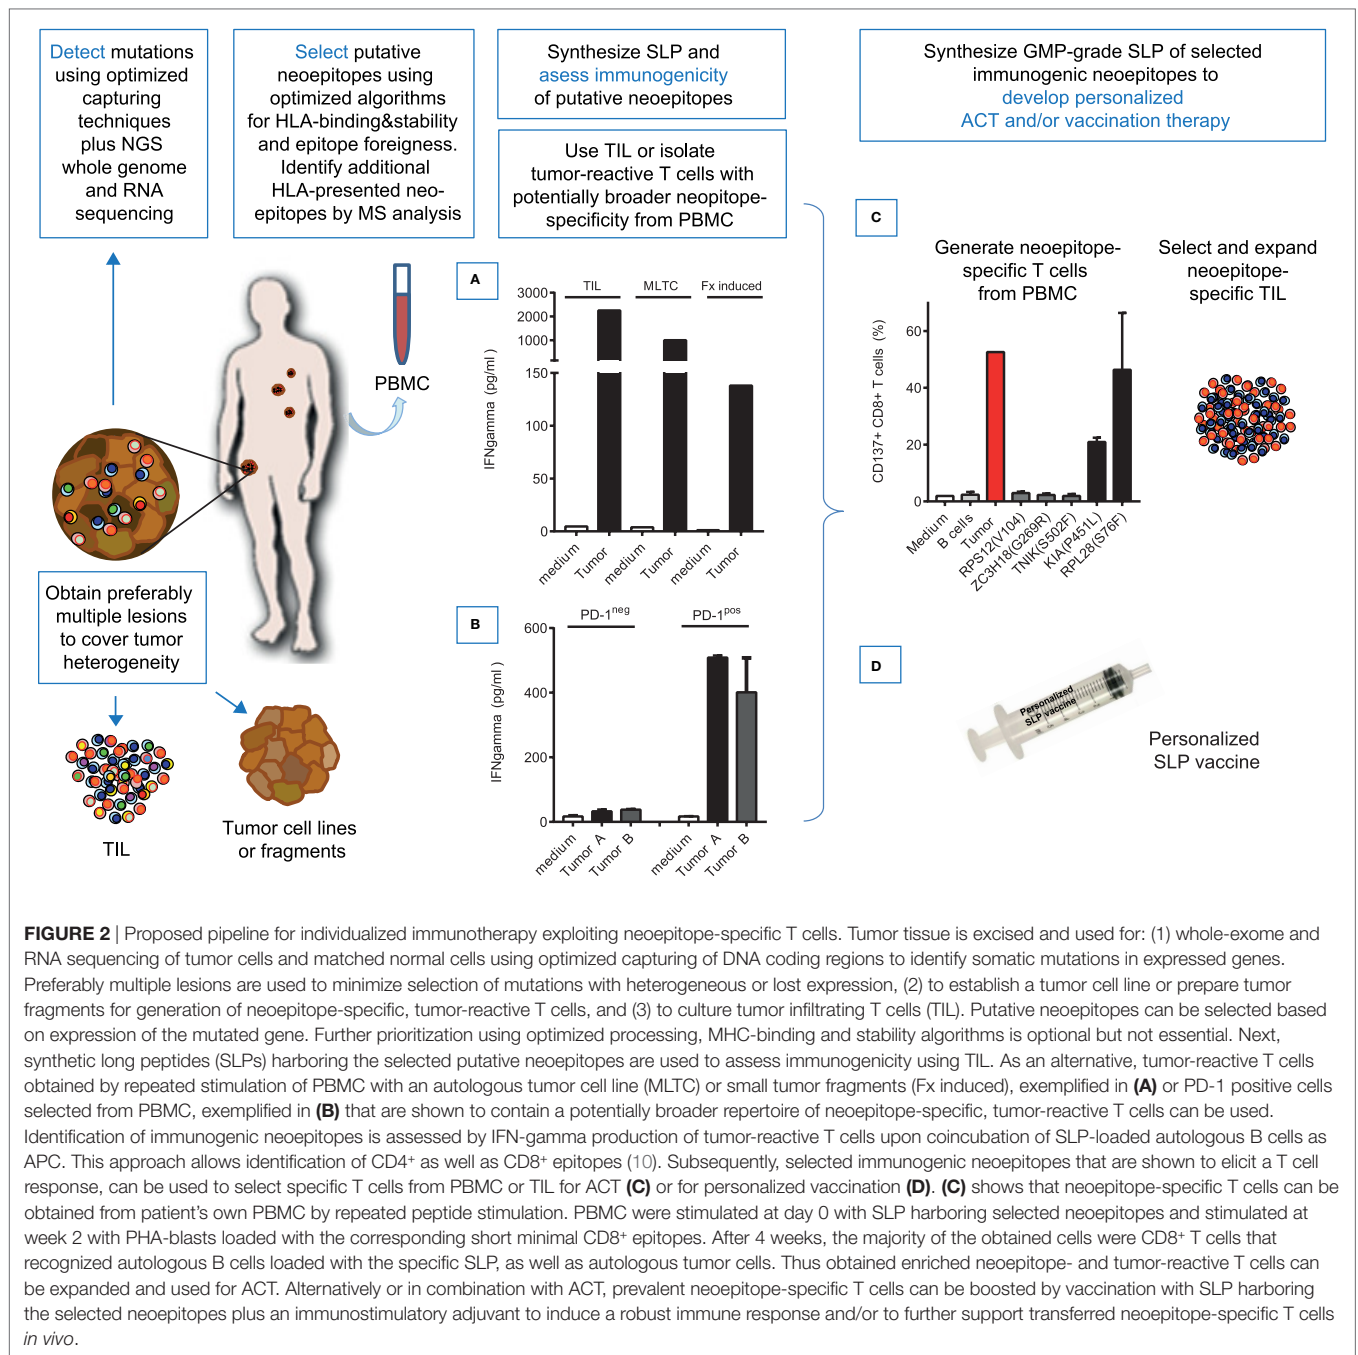 Detect mutations
using optimized
capturing
techniques
plus NGS
whole genome
and RNA
sequencing
Select putative
neoepitopes using
optimized algorithms
for HLA-binding&stability
and epitope foreigness.
Identify additional
HLA-presented neo-
epitopes by MS analysis
Synthesize SLP and
asess immunogenicity
of putative neoepitopes
Use TIL or isolate
tumor-reactive T cells with
potentially broader neopitope-
specificity from PBMC
Synthesize GMP-grade SLP of selected
immunogenic neoepitopes to
develop personalized
ACT and/or vaccination therapy
PBMC
Obtain preferably
multiple lesions
to cover tumor
heterogeneity
TIL
Tumor cell lines
or fragments
A
TIL MLTC Fx induced
IFNgamma (pg/ml)
3000
2000
1000
150
100
50
0
medium Tumor medium Tumor medium Tumor
B
PD-1neg PD-1pos
IFNgamma (pg/ml)
600
400
200
0
medium Tumor A Tumor B medium Tumor A Tumor B
C
Generate neoepitope-
specific T cells
from PBMC
Select and expand
neoepitope-
specific TIL
CD137+ CD8+ T cells (%)
60
40
20
0
Medium B cells Tumor RPS12(V104) ZC3H18(G269R) TNIK(S502F) KIA(P451L) RPL28(S76F)
D
Personalized
SLP vaccine
Personalized
SLP vaccine
FIGURE 2 | Proposed pipeline for individualized immunotherapy exploiting neoepitope-specific T cells. Tumor tissue is excised and used for: (1) whole-exome and
RNA sequencing of tumor cells and matched normal cells using optimized capturing of DNA coding regions to identify somatic mutations in expressed genes.
Preferably multiple lesions are used to minimize selection of mutations with heterogeneous or lost expression, (2) to establish a tumor cell line or prepare tumor
fragments for generation of neoepitope-specific, tumor-reactive T cells, and (3) to culture tumor infiltrating T cells (TIL). Putative neoepitopes can be selected based
on expression of the mutated gene. Further prioritization using optimized processing, MHC-binding and stability algorithms is optional but not essential. Next,
synthetic long peptides (SLPs) harboring the selected putative neoepitopes are used to assess immunogenicity using TIL. As an alternative, tumor-reactive T cells
obtained by repeated stimulation of PBMC with an autologous tumor cell line (MLTC) or small tumor fragments (Fx induced), exemplified in (A) or PD-1 positive cells
selected from PBMC, exemplified in (B) that are shown to contain a potentially broader repertoire of neoepitope-specific, tumor-reactive T cells can be used.
Identification of immunogenic neoepitopes is assessed by IFN-gamma production of tumor-reactive T cells upon coincubation of SLP-loaded autologous B cells as
APC. This approach allows identification of CD4+ as well as CD8+ epitopes (10). Subsequently, selected immunogenic neoepitopes that are shown to elicit a T cell
response, can be used to select specific T cells from PBMC or TIL for ACT (C) or for personalized vaccination (D). (C) shows that neoepitope-specific T cells can be
obtained from patient's own PBMC by repeated peptide stimulation. PBMC were stimulated at day 0 with SLP harboring selected neoepitopes and stimulated at
week 2 with PHA-blasts loaded with the corresponding short minimal CD8+ epitopes. After 4 weeks, the majority of the obtained cells were CD8+ T cells that
recognized autologous B cells loaded with the specific SLP, as well as autologous tumor cells. Thus obtained enriched neoepitope- and tumor-reactive T cells can
be expanded and used for ACT. Alternatively or in combination with ACT, prevalent neoepitope-specific T cells can be boosted by vaccination with SLP harboring
the selected neoepitopes plus an immunostimulatory adjuvant to induce a robust immune response and/or to further support transferred neoepitope-specific T cells
in vivo.